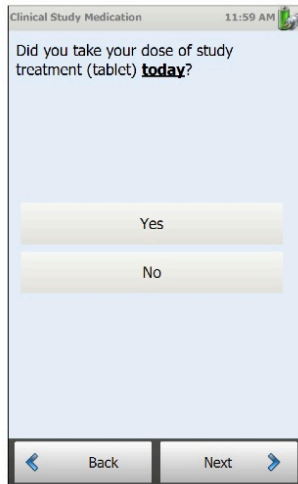 Clinical Study Medication 11:59 AM
Did you take your dose of study
treatment (tablet) today?
Yes
No
Back Next